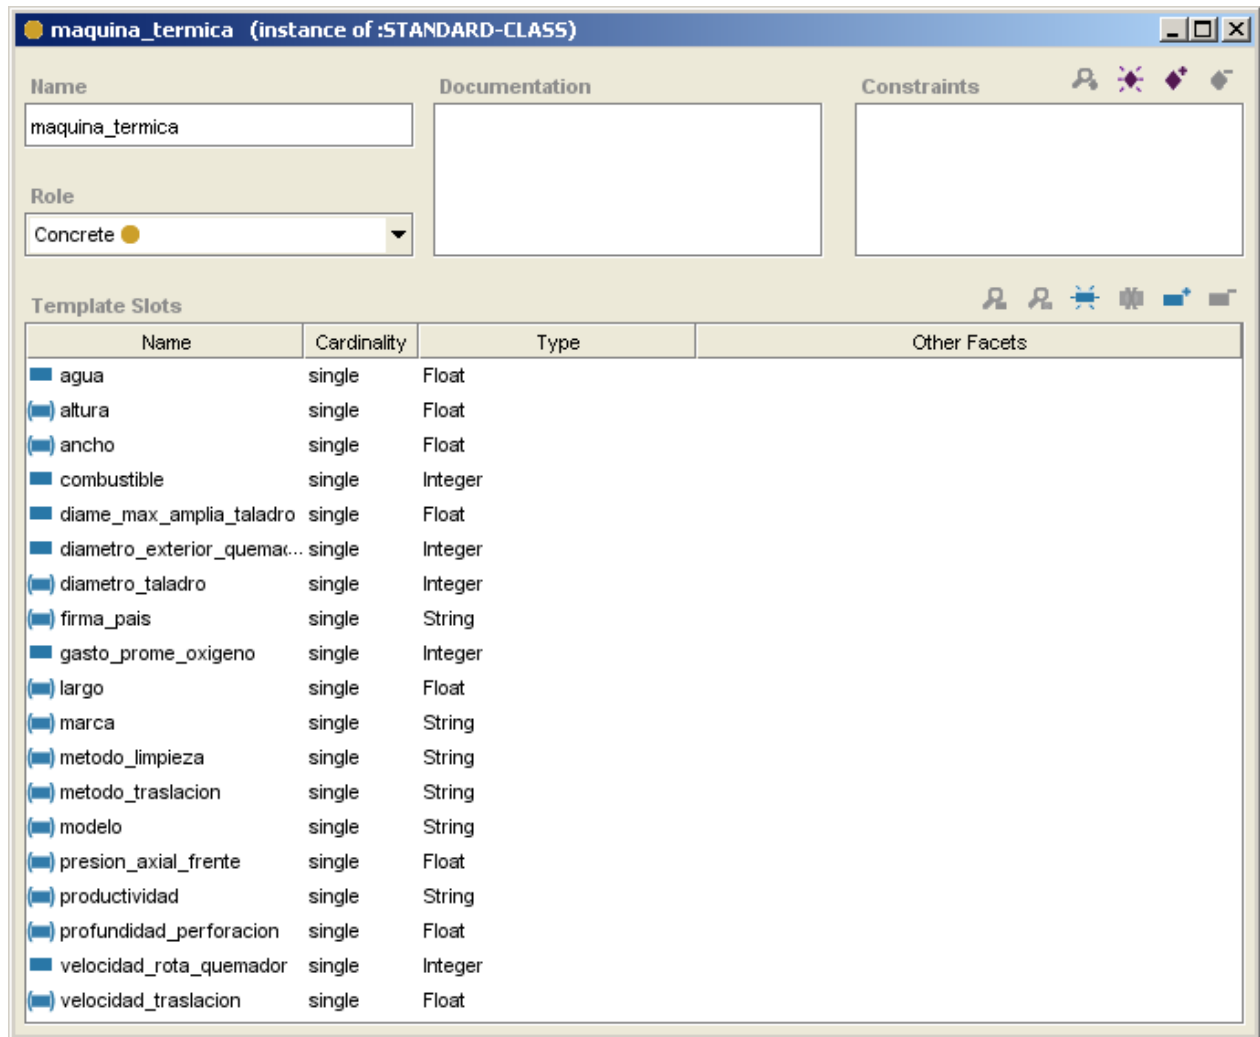 maquina_termica (instance of :STANDARD-CLASS)
Name Documentation Constraints
maquina_termica
Role
Concrete
Template Slots
Name Cardinality Type Other Facets
agua single Float
altura single Float
ancho single Float
combustible single Integer
diame_max_amplia_taladro single Float
diametro_exterior_quema... single Integer
diametro_taladro single Integer
firma_pais single String
gasto_prome_oxigeno single Integer
largo single Float
marca single String
metodo_limpieza single String
metodo_traslacion single String
modelo single String
presion_axial_frente single Float
productividad single String
profundidad_perforacion single Float
velocidad_rota_quemador single Integer
velocidad_traslacion single Float